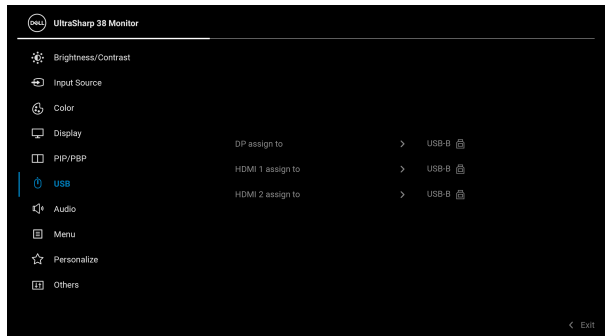 DELL UltraSharp 38 Monitor
Brightness/Contrast
Input Source
Color
Display
DP assign to USB-B
PIP/PBP
HDMI 1 assign to USB-B
USB
HDMI 2 assign to USB-B
Audio
Menu
Personalize
Others
Exit